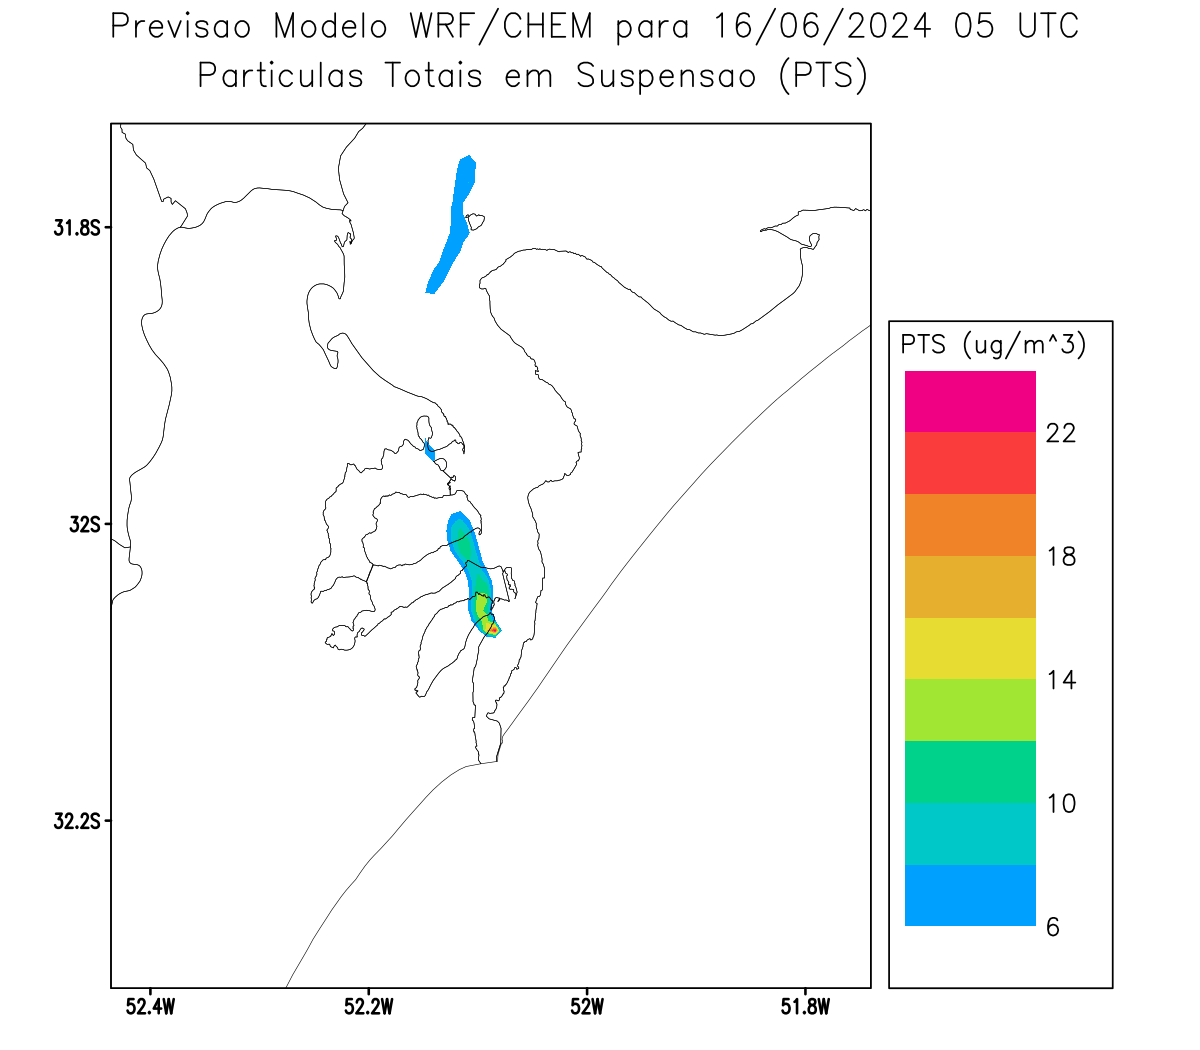 Previsao Modelo WRF/CHEM para 16/06/2024 05 UTC
Particulas Totais em Suspensao (PTS)
31.8S
32S
32.2S
52.4W
52.2W
52W
51.8W
PTS (ug/m^3)
22
18
14
10
6